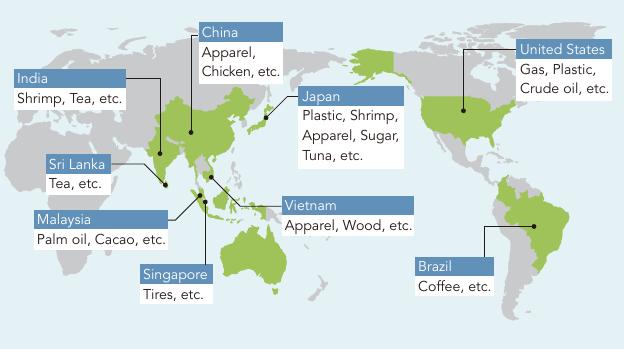 China
Apparel,
Chicken, etc.
United States
Gas, Plastic,
Crude oil, etc.
India
Shrimp, Tea, etc.
Japan
Plastic, Shrimp,
Apparel, Sugar,
Tuna, etc.
Sri Lanka
Tea, etc.
Malaysia
Palm oil, Cacao, etc.
Vietnam
Apparel, Wood, etc.
Singapore
Tires, etc.
Brazil
Coffee, etc.